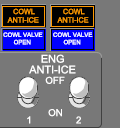 COWL COWL
ANTI-ICE ANTI-ICE
COWL VALVE COWL VALVE
OPEN OPEN
ENG
ANTI-ICE
OFF
ON
1 2